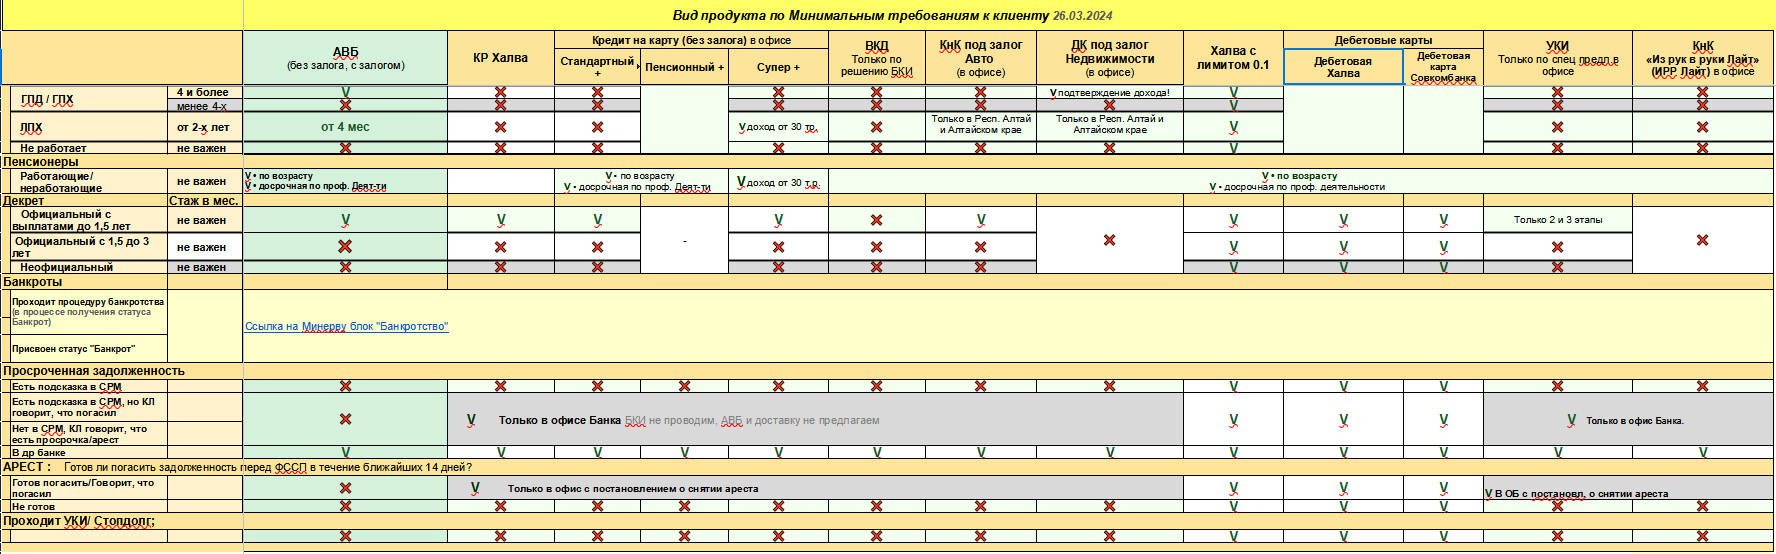 Вид продукта по Минимальным требованиям к клиенту 26.03.2024
АВБ
(без залога, с залогом)
КР Халва
Кредит на карту (без залога) в офисе
Стандартный +
Пенсионный +
Супер +
ВКД
Только по решению БКИ
КнК под залог Авто
(в офисе)
ДК под залог Недвижимости
(в офисе)
Халва с лимитом 0.1
Дебетовые карты
Дебетовая Халва
Дебетовая карта Совкомбанка
УКИ
Только по спец предл в офисе
КнК
«Из рук в руки Лайт» (ИРР Лайт) в офисе
ГПД / ГПХ
4 и более
V
V подтверждение дохода!
V
менее 4-х
V
ЛПХ
от 2-х лет
от 4 мес
V доход от 30 тр.
Только в Респ. Алтай и Алтайском крае
Только в Респ. Алтай и Алтайском крае
V
Не работает
не важен
V
Пенсионеры
Работающие/ неработающие
не важен
V • по возрасту
V • досрочная по проф. Деят-ти
V • по возрасту
V • досрочная по проф. Деят-ти
V доход от 30 т.р.
V • по возрасту
V • досрочная по проф. деятельности
Декрет
Стаж в мес.
Официальный с выплатами до 1,5 лет
не важен
V V V V V V V V
Только 2 и 3 этапы
Официальный с 1,5 до 3 лет
не важен
-
V V V
Неофициальный
не важен
V V V
Банкроты
Проходит процедуру банкротства
(в процессе получения статуса Банкрот)
Присвоен статус "Банкрот"
Ссылка на Минерву блок "Банкротство"
Просроченная задолженность
Есть подсказка в СРМ
V V V
Есть подсказка в СРМ, но КЛ говорит, что погасил
Нет в СРМ, КЛ говорит, что есть просрочка/арест
V Только в офисе Банка БКИ не проводим, АВБ и доставку не предлагаем
V V V
V Только в офис Банка.
В др банке
V V V V V V V V V V V V V
АРЕСТ : Готов ли погасить задолженность перед ФССП в течение ближайших 14 дней?
Готов погасить/Говорит, что погасил
V Только в офис с постановлением о снятии ареста
V V V
V В ОБ с постановл, о снятии ареста
Не готов
V V V
Проходит УКИ/ Стопдолг;
V V V